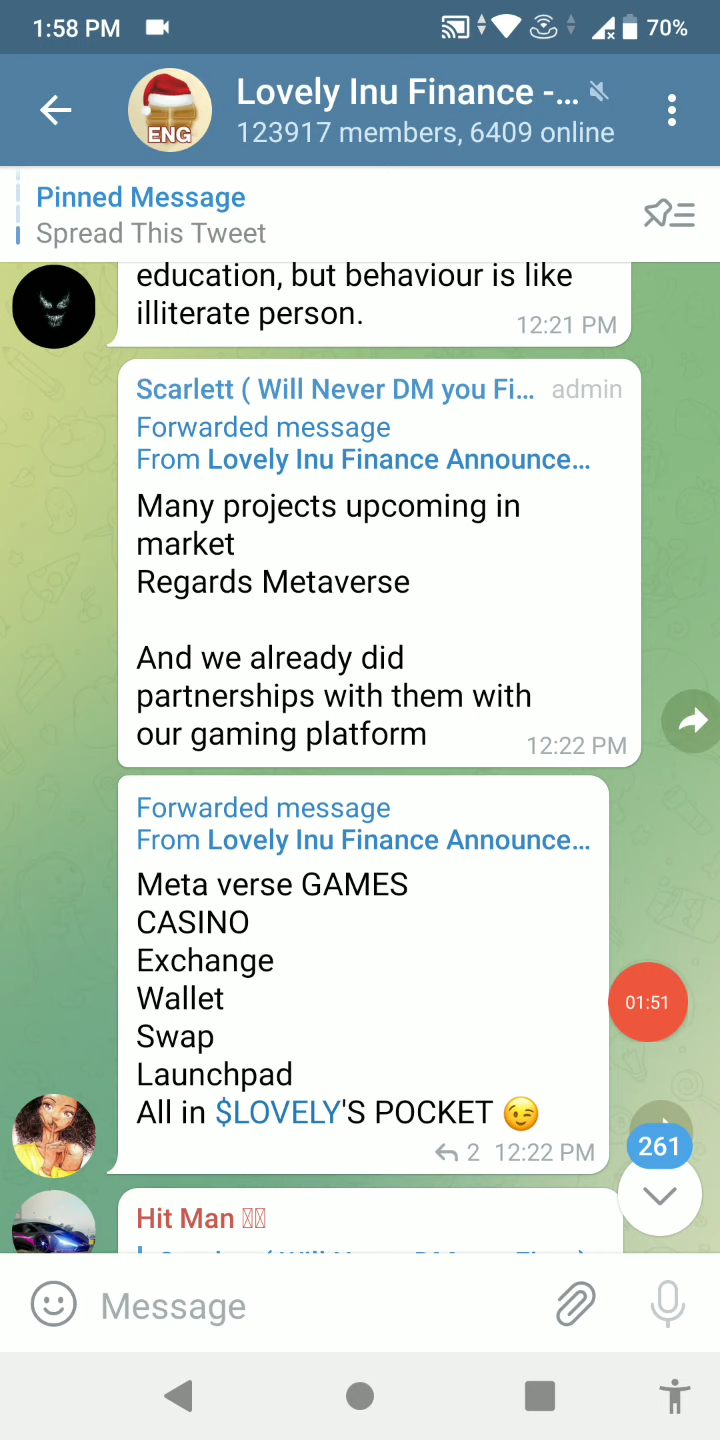 1:58 PM
70%
Lovely Inu Finance -...
ENG
123917 members, 6409 online
Pinned Message
Spread This Tweet
education, but behaviour is like
illiterate person.
12:21 PM
Scarlett ( Will Never DM you Fi... admin
Forwarded message
From Lovely Inu Finance Announce...
Many projects upcoming in
market
Regards Metaverse
And we already did
partnerships with them with
our gaming platform
12:22 PM
Forwarded message
From Lovely Inu Finance Announce...
Meta verse GAMES
CASINO
Exchange
Wallet
Swap
Launchpad
All in $LOVELY'S POCKET 😉
2 12:22 PM
01:51
261
Hit Man
Message